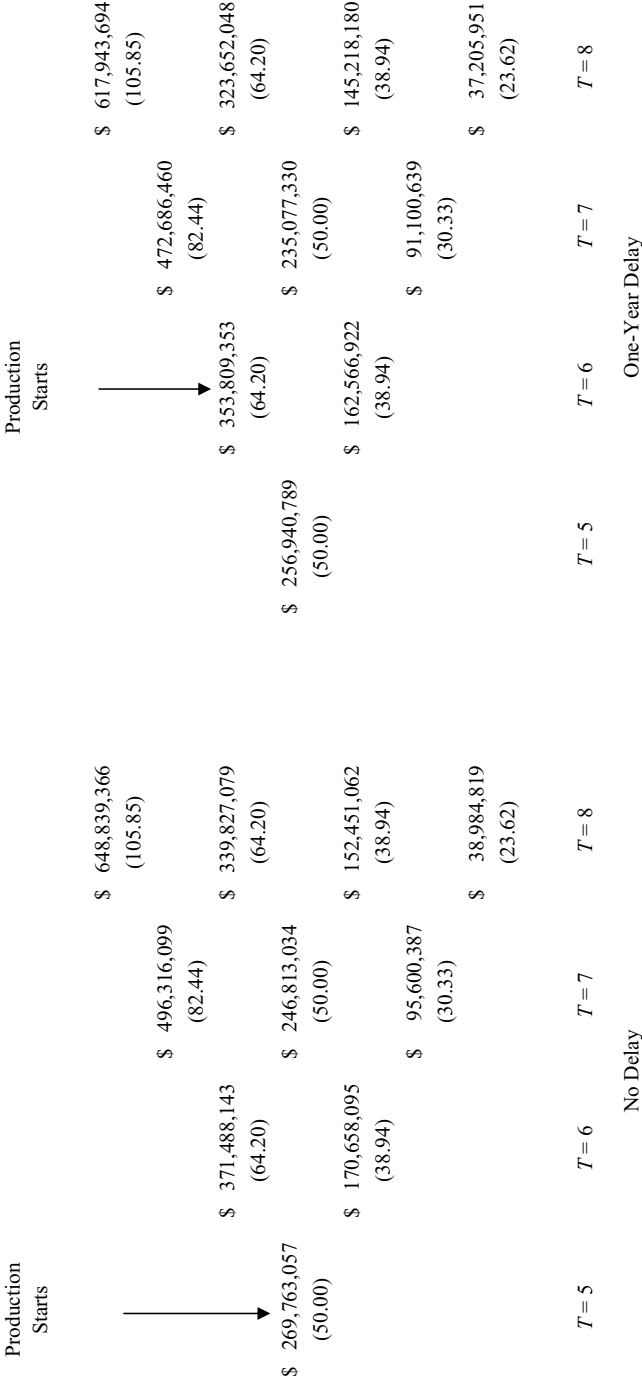 Production
Starts
$ 269,763,057
(50.00)
T = 5
$ 371,488,143
(64.20)
$ 170,658,095
(38.94)
T = 6
$ 496,316,099
(82.44)
$ 246,813,034
(50.00)
$ 95,600,387
(30.33)
T = 7
$ 648,839,366
(105.85)
$ 339,827,079
(64.20)
$ 152,451,062
(38.94)
$ 38,984,819
(23.62)
T = 8
No Delay
$ 256,940,789
(50.00)
T = 5
Production
Starts
$ 353,809,353
(64.20)
$ 162,566,922
(38.94)
T = 6
$ 472,686,460
(82.44)
$ 235,077,330
(50.00)
$ 91,100,639
(30.33)
T = 7
$ 617,943,694
(105.85)
$ 323,652,048
(64.20)
$ 145,218,180
(38.94)
$ 37,205,951
(23.62)
T = 8
One-Year Delay